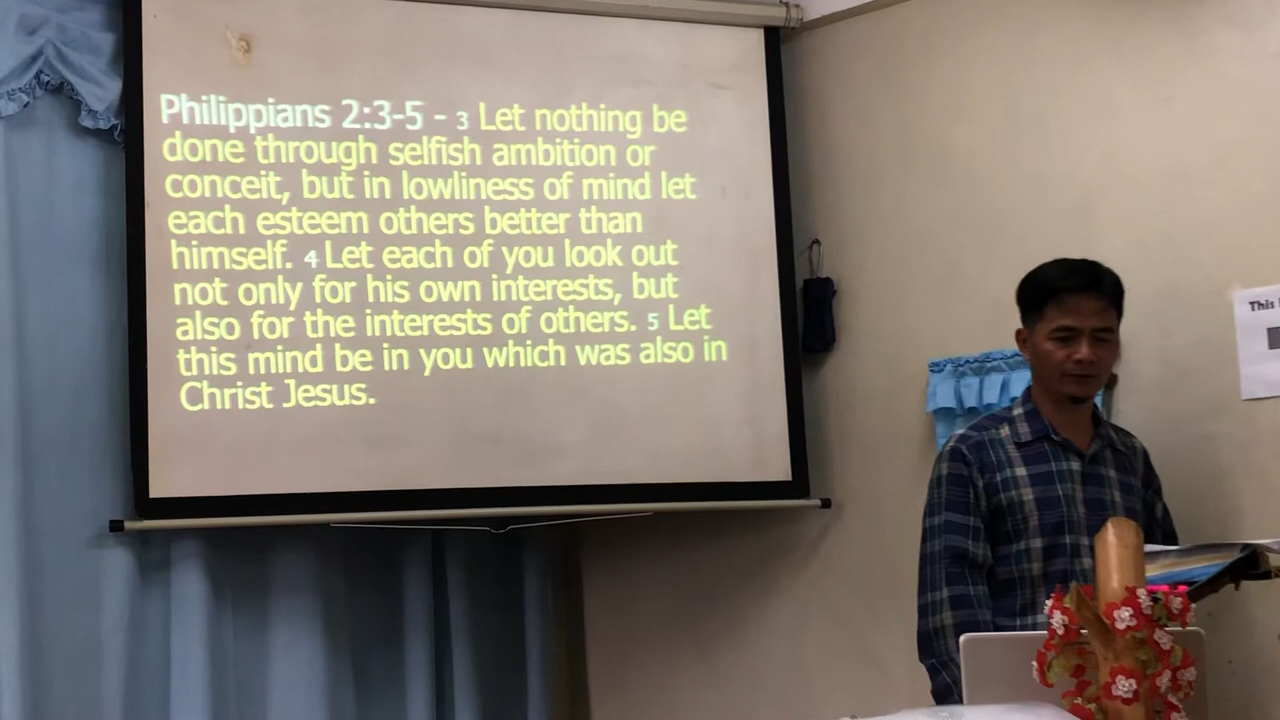 Philippians 2:3-5 - 3 Let nothing be
done through selfish ambition or
conceit, but in lowliness of mind let
each esteem others better than
himself. 4 Let each of you look out
not only for his own interests, but
also for the interests of others. 5 Let
this mind be in you which was also in
Christ Jesus.
This